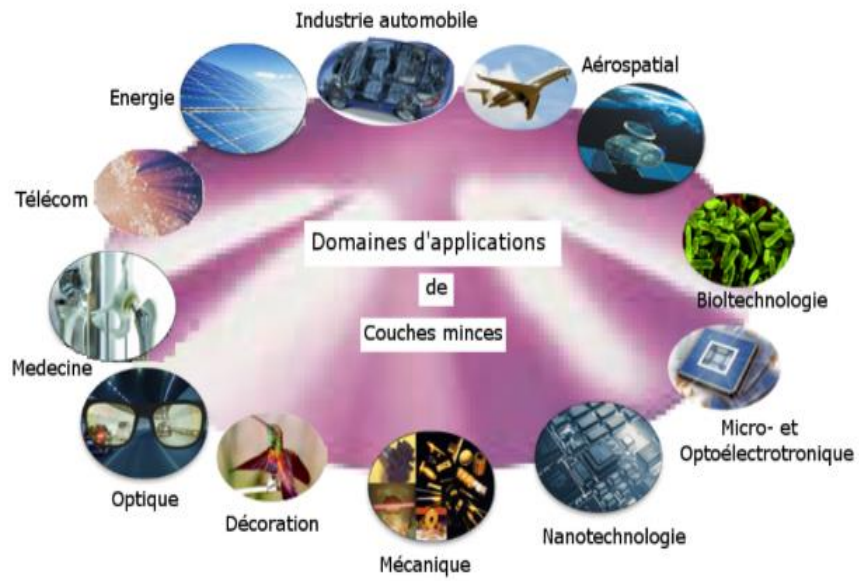 Industrie automobile
Aérospatial
Energie
Télécom
Domaines d'applications
de
Couches minces
Bioltechnologie
Medecine
Micro- et
Optoélectrotronique
Optique
Décoration
Nanotechnologie
Mécanique